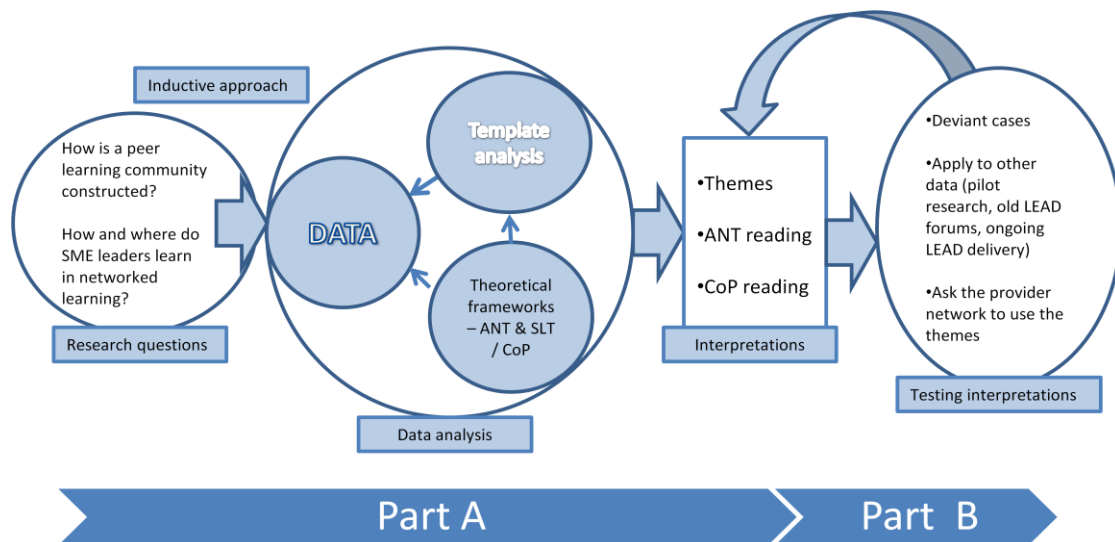 Inductive approach
How is a peer
learning community
constructed?
How and where do
SME leaders learn
in networked
learning?
Research questions
DATA
Template
analysis
Theoretical
frameworks
– ANT & SLT
/ CoP
Data analysis
•Themes
•ANT reading
•CoP reading
Interpretations
•Deviant cases
•Apply to other
data (pilot
research, old LEAD
forums, ongoing
LEAD delivery)
•Ask the provider
network to use the
themes
Testing interpretations
Part A
Part B